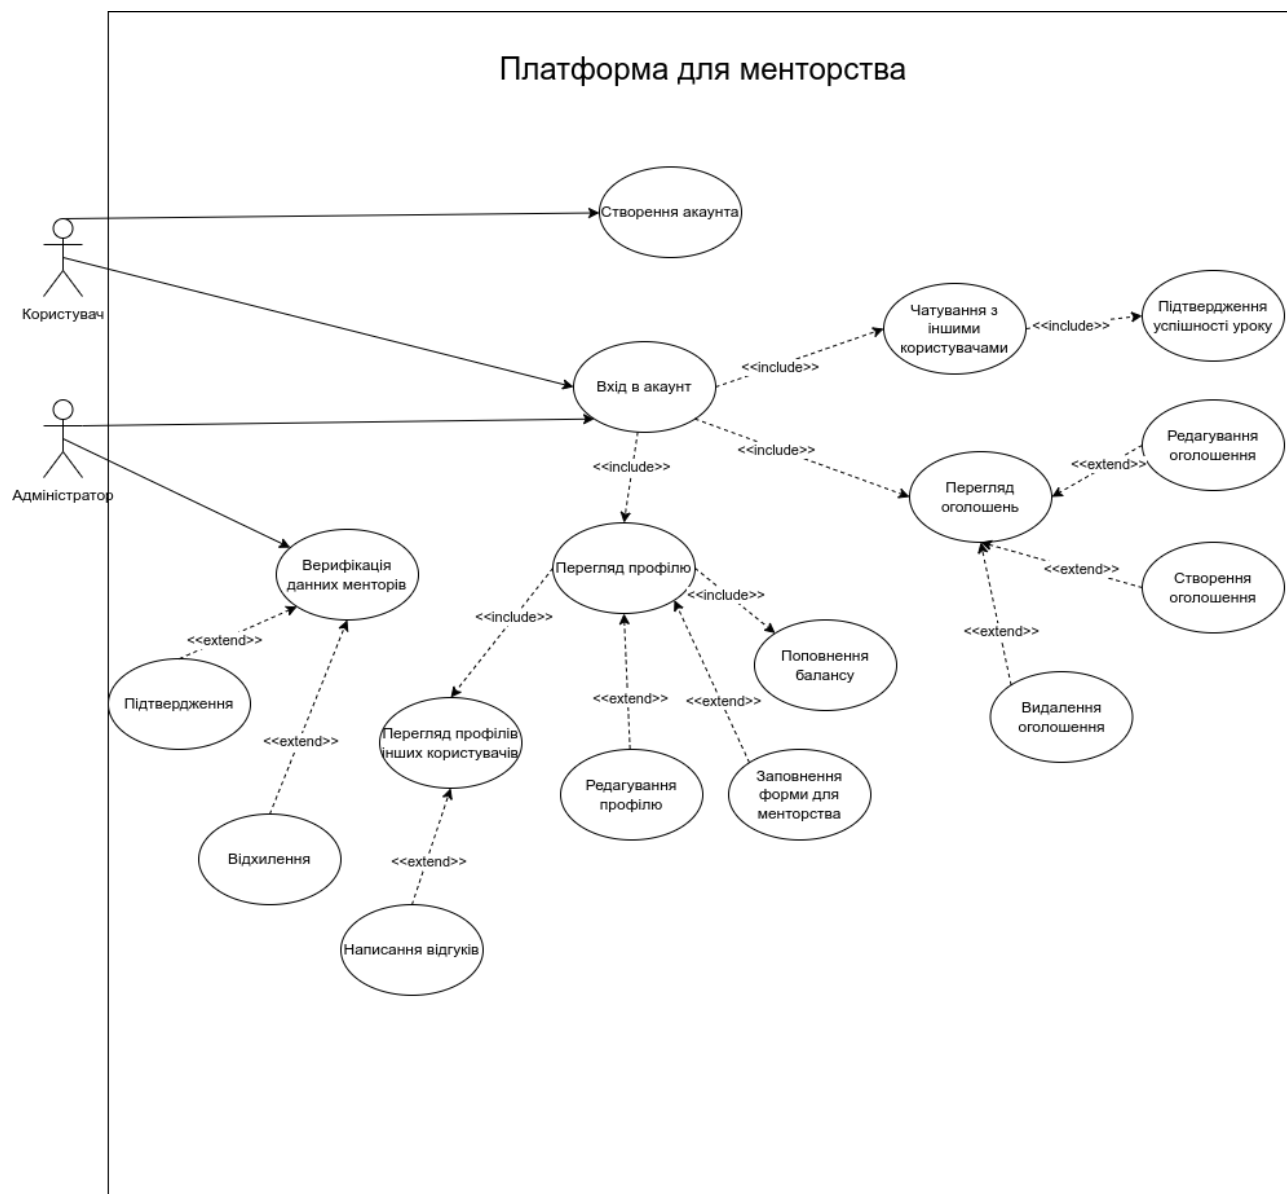 Платформа для менторства
Створення акаунта
Користувач
Чатування з
іншими
користувачами
<<include>>
Підтвердження
успішності уроку
<<include>>
Вхід в акаунт
Адміністратор
<<include>>
<<include>>
Перегляд
оголошень
<<extend>>
Редагування
оголошення
Верифікація
данних менторів
Перегляд профілю
<<extend>>
Створення
оголошення
<<include>>
<<include>>
<<extend>>
<<extend>>
Підтвердження
Поповнення
балансу
Видалення
оголошення
<<extend>>
<<extend>>
<<extend>>
Перегляд профілів
інших користувачів
Редагування
профілю
Заповнення
форми для
менторства
Відхилення
<<extend>>
Написання відгуків